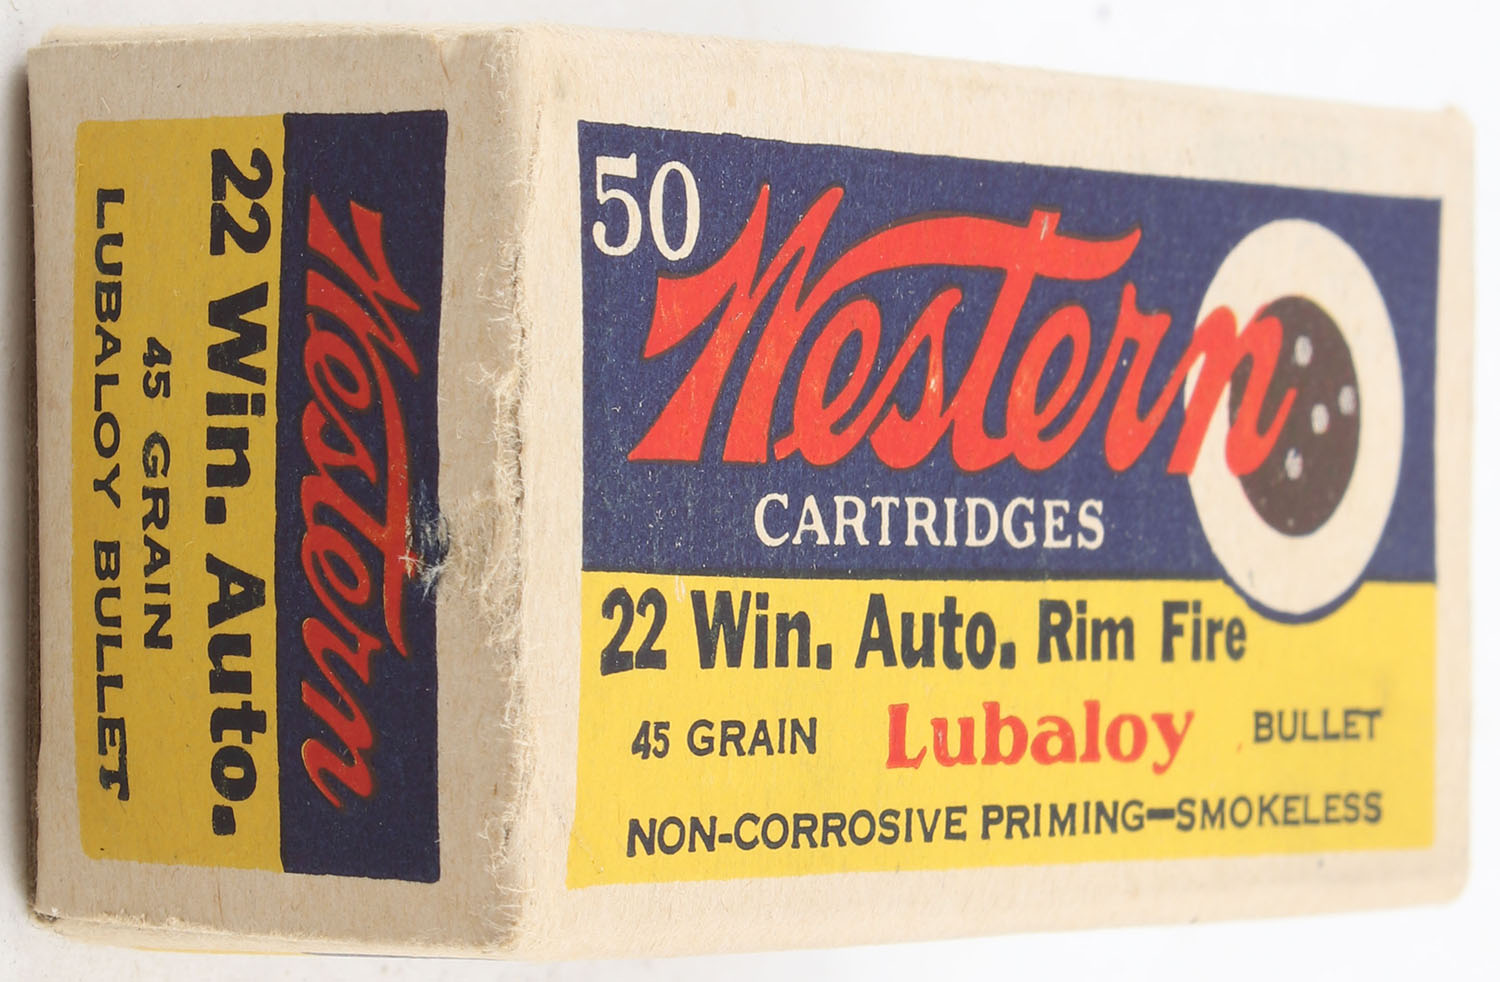 50
Western
CARTRIDGES
22 Win. Auto. Rim Fire
45 GRAIN Lubaloy BULLET
NON-CORROSIVE PRIMING—SMOKELESS
Western
22 Win. Auto.
45 GRAIN
LUBALOY BULLET